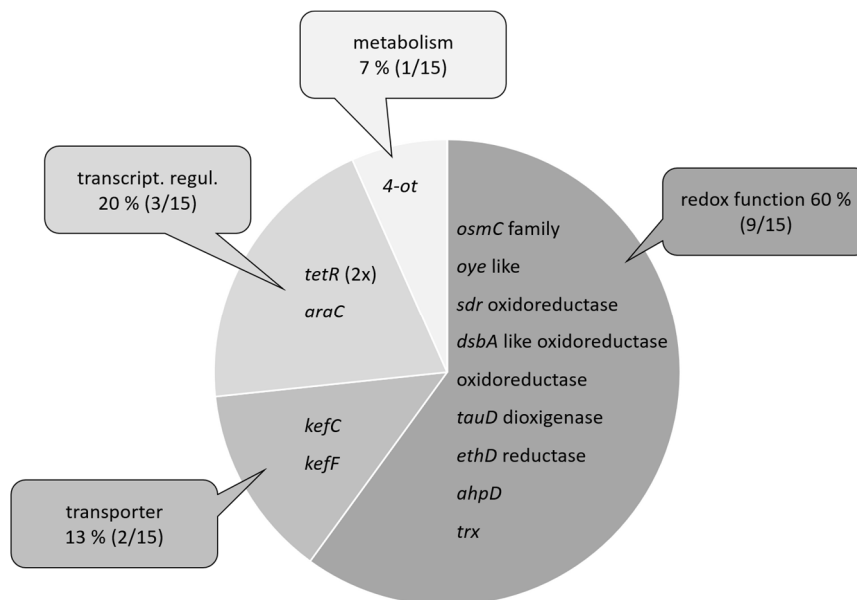 metabolism
7 % (1/15)
transcript. regul.
20 % (3/15)
4-ot
redox function 60 %
(9/15)
osmC family
oye like
sdr oxidoreductase
dsbA like oxidoreductase
oxidoreductase
tauD dioxigenase
ethD reductase
ahpD
trx
tetR (2x)
araC
kefC
kefF
transporter
13 % (2/15)